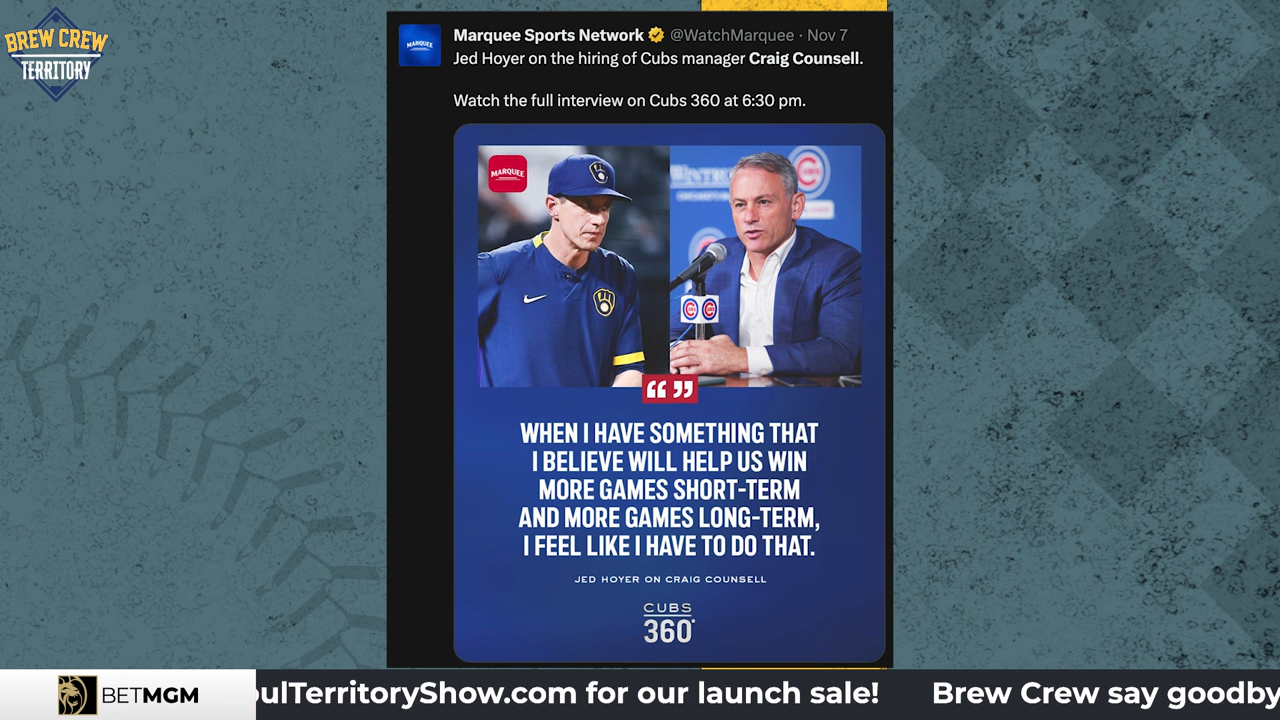 BREW CREW
TERRITORY
MARQUEE
Marquee Sports Network @WatchMarquee · Nov 7
Jed Hoyer on the hiring of Cubs manager Craig Counsell.
Watch the full interview on Cubs 360 at 6:30 pm.
MARQUEE
CUBS
“ ”
WHEN I HAVE SOMETHING THAT
I BELIEVE WILL HELP US WIN
MORE GAMES SHORT-TERM
AND MORE GAMES LONG-TERM,
I FEEL LIKE I HAVE TO DO THAT.
JED HOYER ON CRAIG COUNSELL
CUBS
360
BETMGM
oulTerritoryShow.com for our launch sale! Brew Crew say goodby